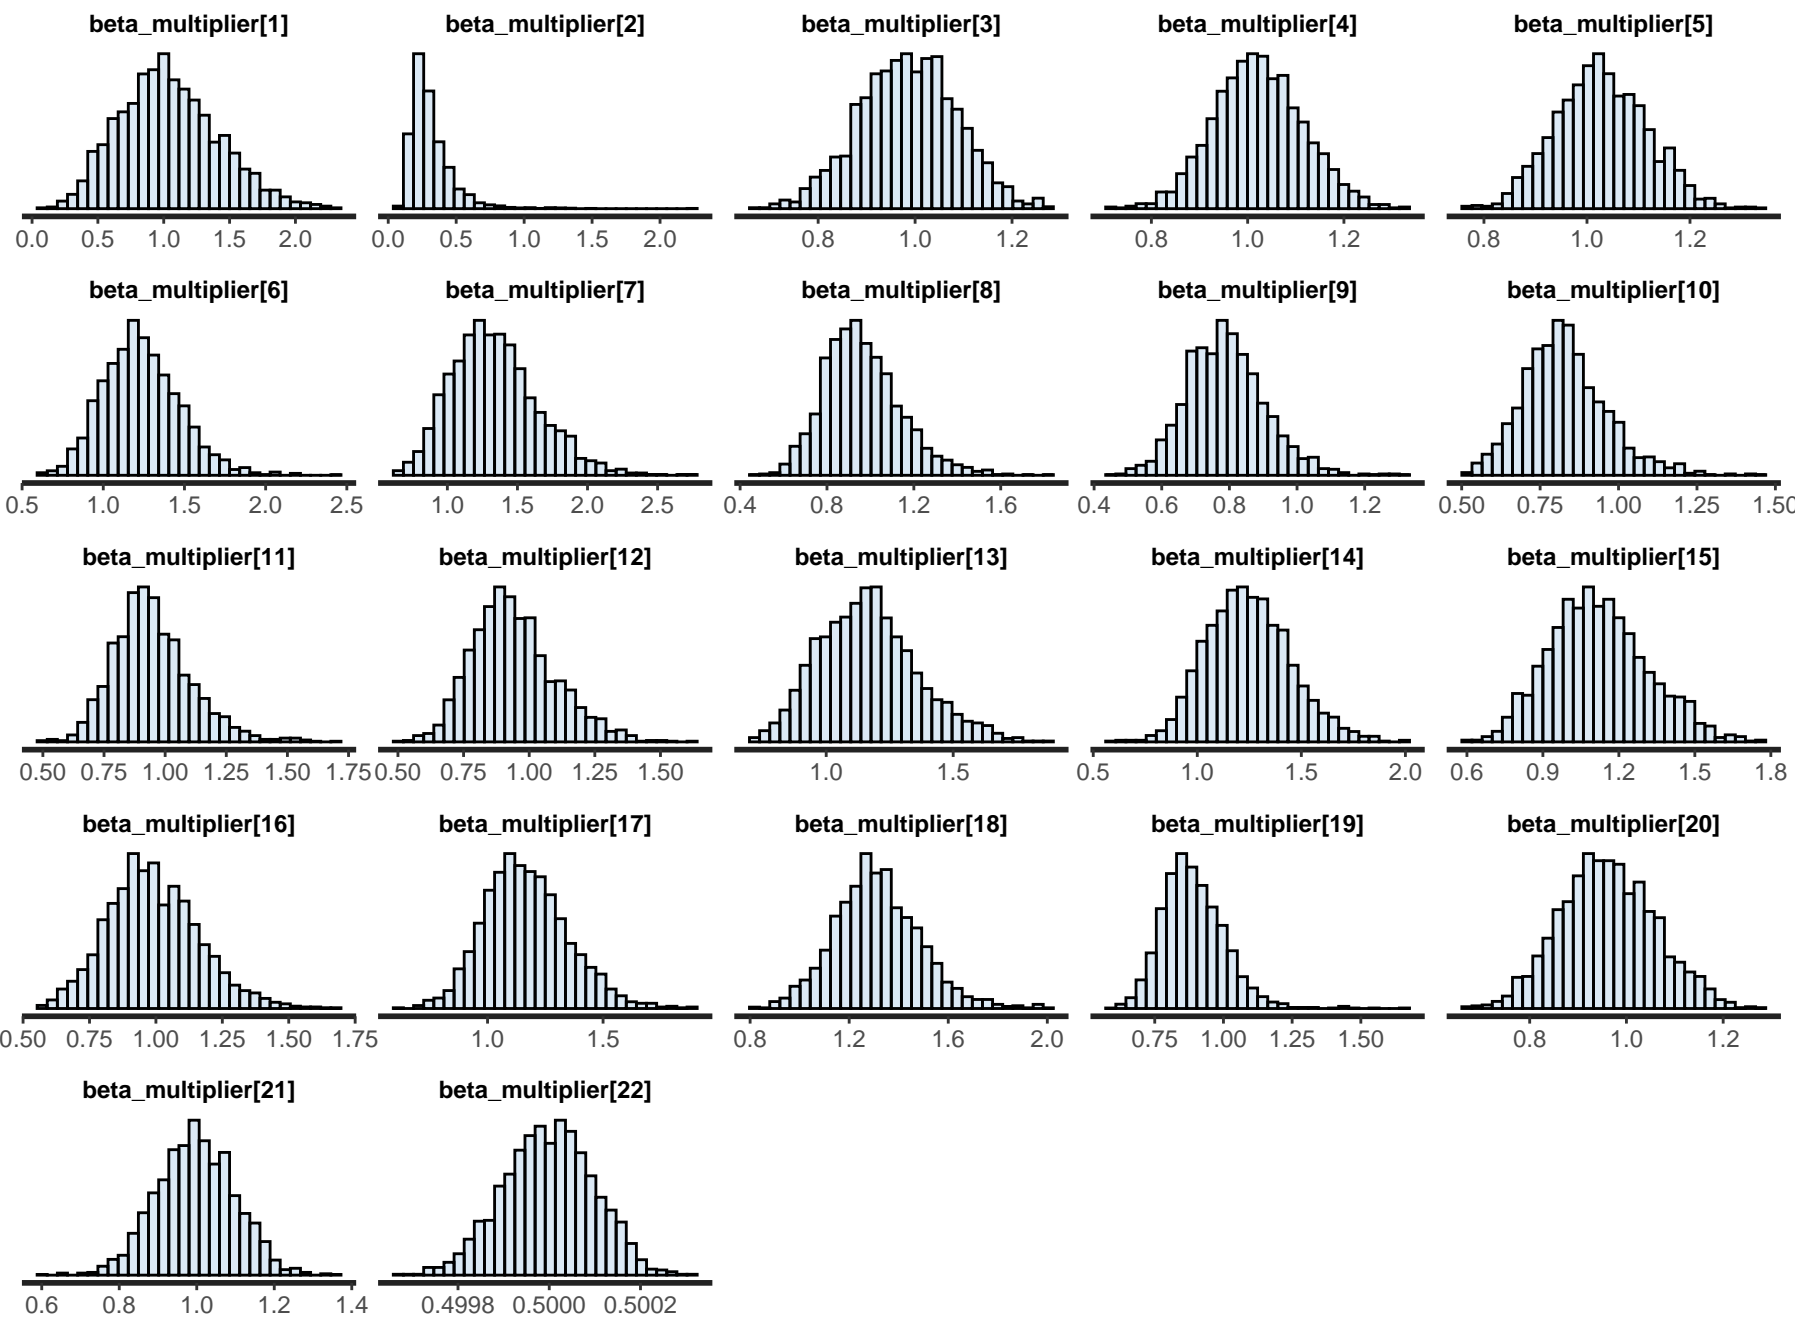 beta_multiplier[1] beta_multiplier[2] beta_multiplier[3] beta_multiplier[4] beta_multiplier[5]
0.0 0.5 1.0 1.5 2.0 0.0 0.5 1.0 1.5 2.0 0.8 1.0 1.2 0.8 1.0 1.2 0.8 1.0 1.2
beta_multiplier[6] beta_multiplier[7] beta_multiplier[8] beta_multiplier[9] beta_multiplier[10]
0.5 1.0 1.5 2.0 2.5 1.0 1.5 2.0 2.5 0.4 0.8 1.2 1.6 0.4 0.6 0.8 1.0 1.2 0.50 0.75 1.00 1.25 1.50
beta_multiplier[11] beta_multiplier[12] beta_multiplier[13] beta_multiplier[14] beta_multiplier[15]
0.50 0.75 1.00 1.25 1.50 1.75 0.50 0.75 1.00 1.25 1.50 1.0 1.5 0.5 1.0 1.5 2.0 0.6 0.9 1.2 1.5 1.8
beta_multiplier[16] beta_multiplier[17] beta_multiplier[18] beta_multiplier[19] beta_multiplier[20]
0.50 0.75 1.00 1.25 1.50 1.75 1.0 1.5 0.8 1.2 1.6 2.0 0.75 1.00 1.25 1.50 0.8 1.0 1.2
beta_multiplier[21] beta_multiplier[22]
0.6 0.8 1.0 1.2 1.4 0.4998 0.5000 0.5002